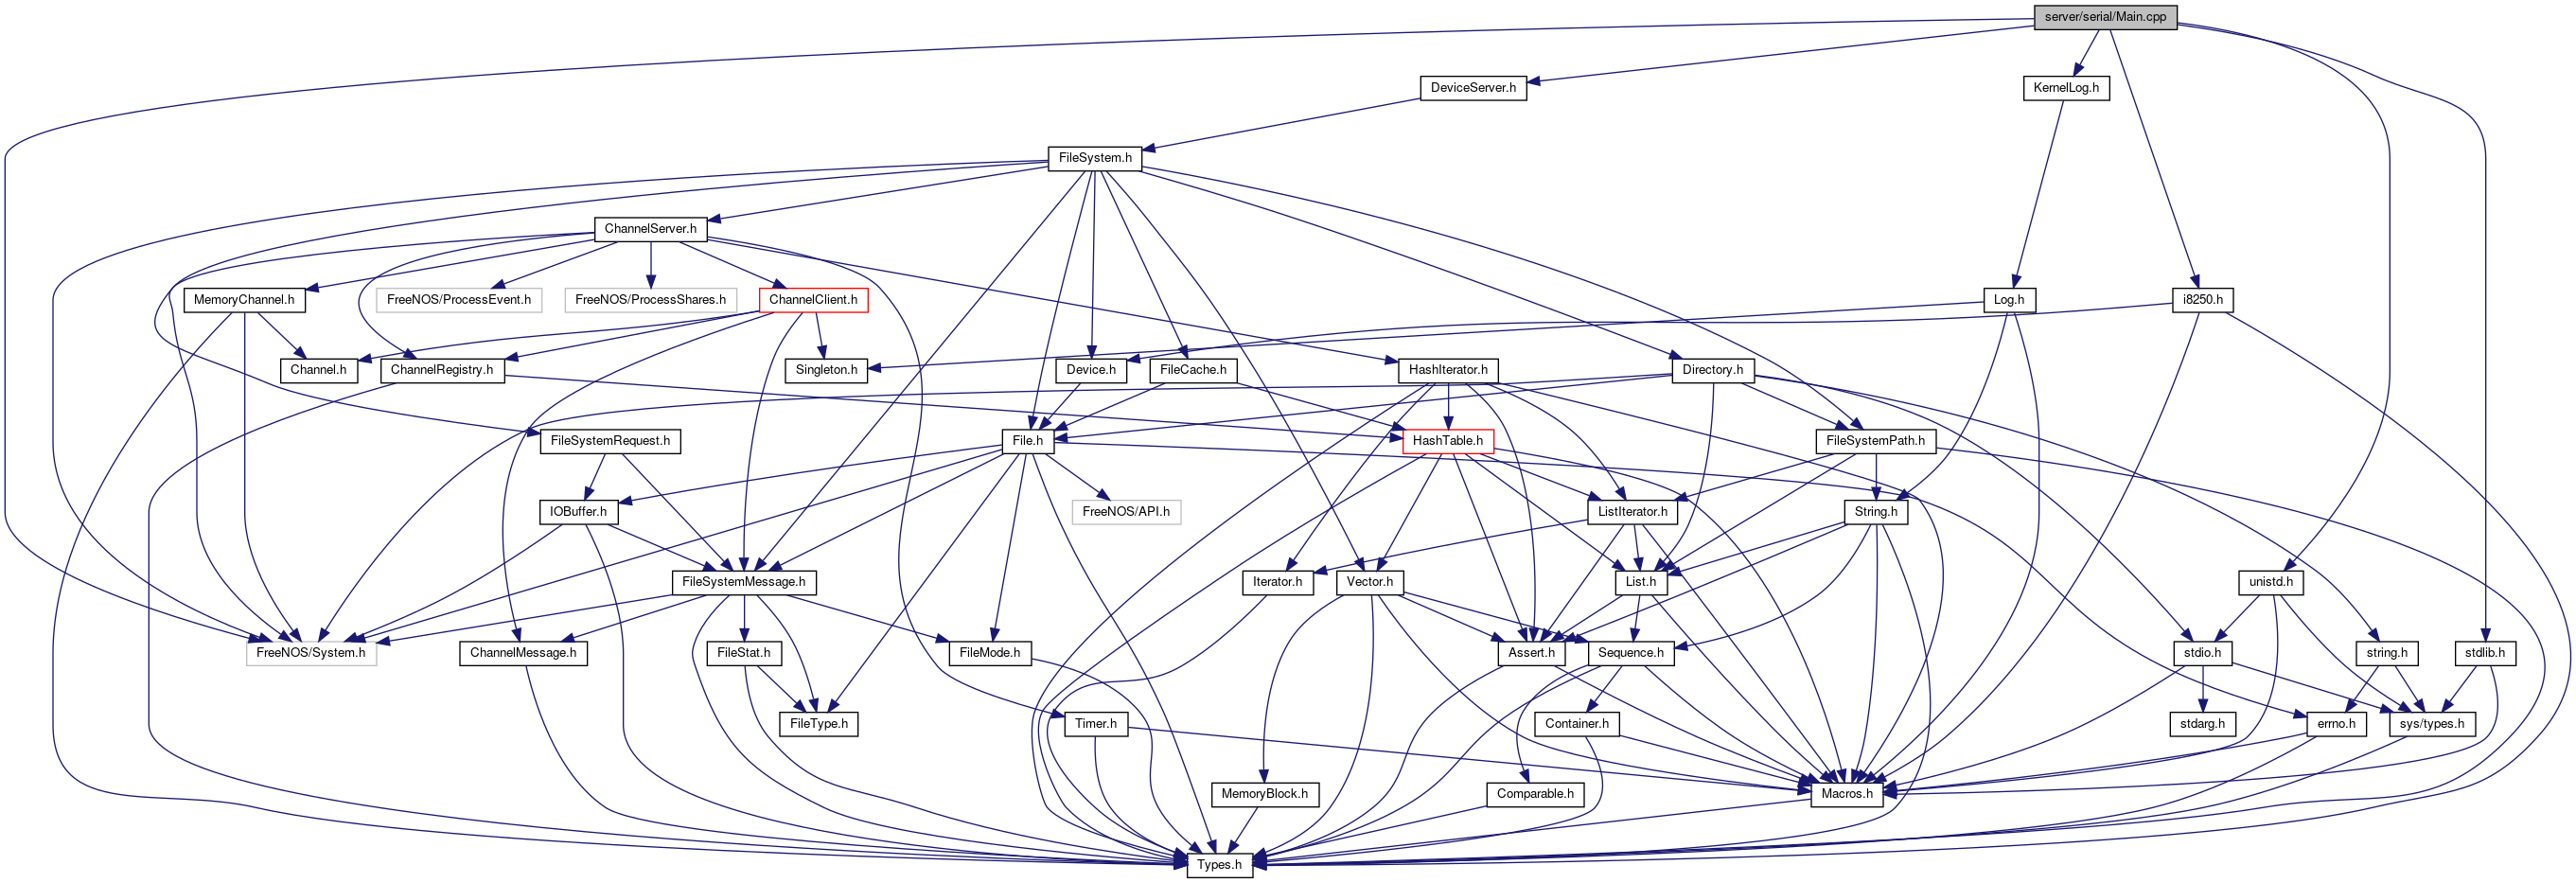 server/serial/Main.cpp
DeviceServer.h
KernelLog.h
FileSystem.h
ChannelServer.h
MemoryChannel.h
FreeNOS/ProcessEvent.h
FreeNOS/ProcessShares.h
ChannelClient.h
Log.h
i8250.h
Channel.h
ChannelRegistry.h
Singleton.h
Device.h
FileCache.h
HashIterator.h
Directory.h
FileSystemRequest.h
File.h
HashTable.h
FileSystemPath.h
IOBuffer.h
FreeNOS/API.h
ListIterator.h
String.h
FileSystemMessage.h
Iterator.h
Vector.h
List.h
unistd.h
FreeNOS/System.h
ChannelMessage.h
FileStat.h
FileMode.h
Assert.h
Sequence.h
stdio.h
string.h
stdlib.h
FileType.h
Timer.h
Container.h
stdarg.h
errno.h
sys/types.h
MemoryBlock.h
Comparable.h
Macros.h
Types.h